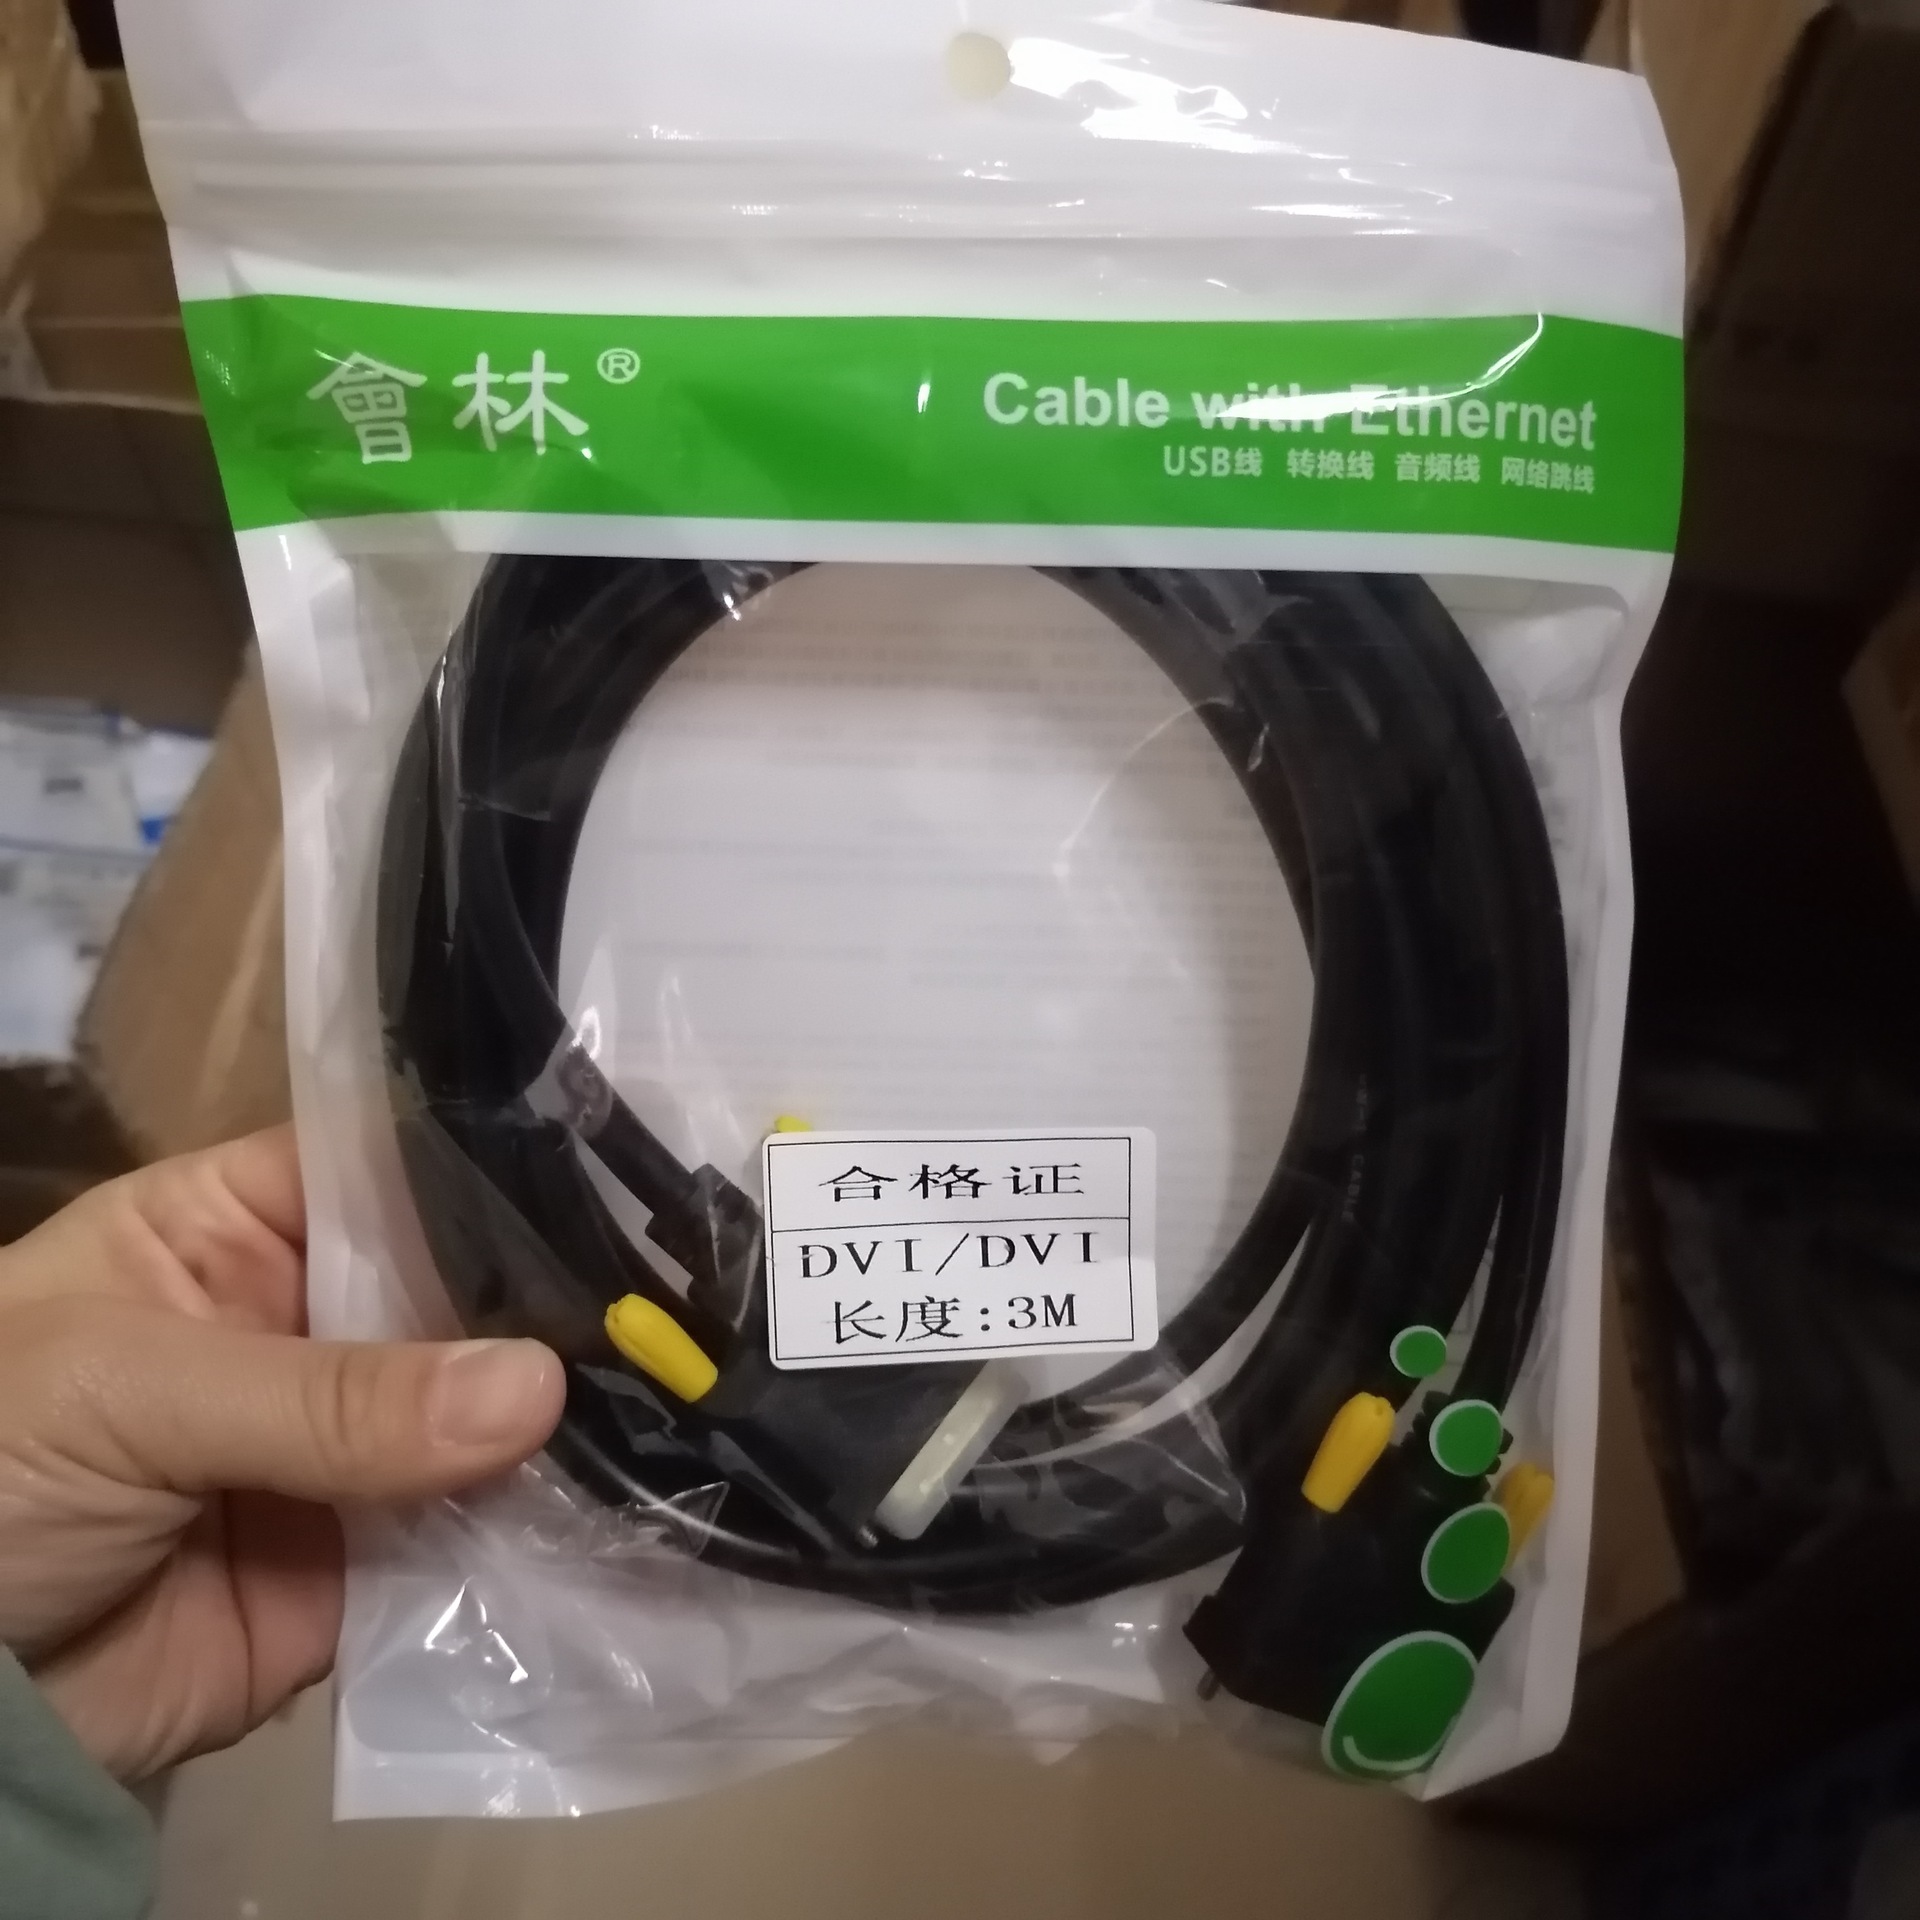 會林®
Cable with Ethernet
USB线 转换线 音频线 网络跳线
CABLE
合格证
DVI/DVI
长度:3M